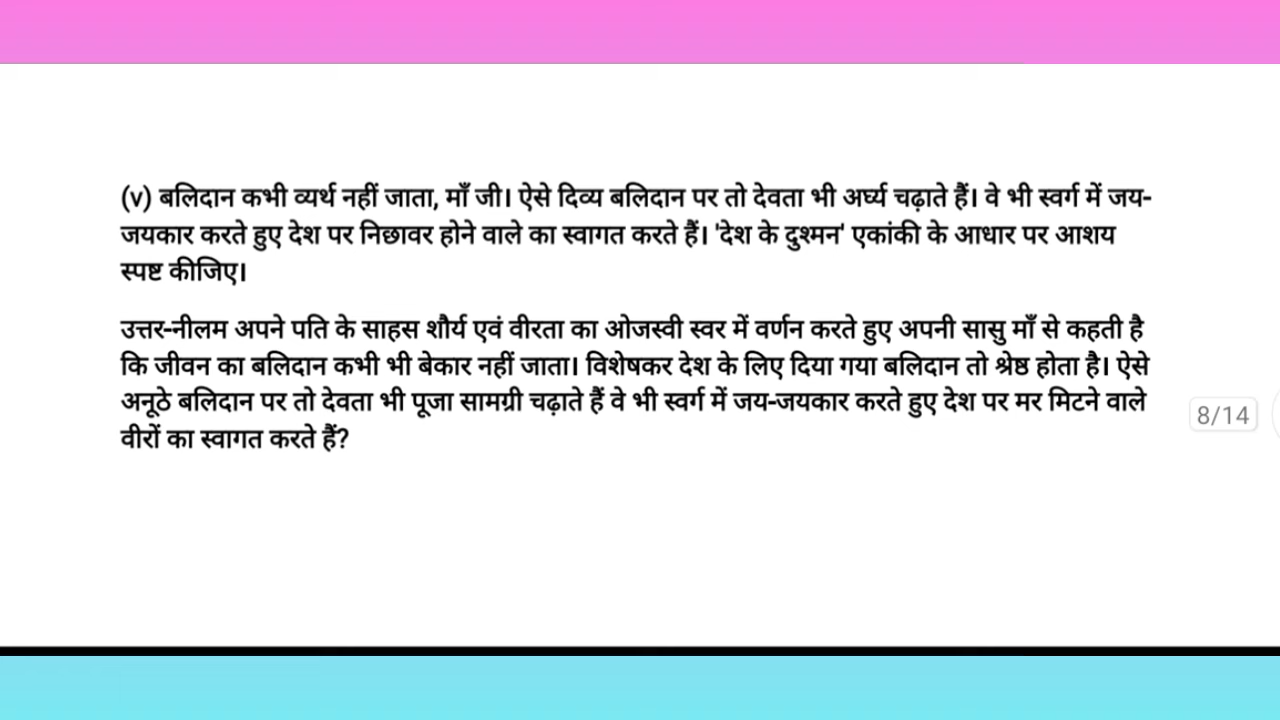 (v) बलिदान कभी व्यर्थ नहीं जाता, माँ जी। ऐसे दिव्य बलिदान पर तो देवता भी अर्घ्य चढ़ाते हैं। वे भी स्वर्ग में जय-
जयकार करते हुए देश पर निछावर होने वाले का स्वागत करते हैं। 'देश के दुश्मन' एकांकी के आधार पर आशय
स्पष्ट कीजिए।
उत्तर-नीलम अपने पति के साहस शौर्य एवं वीरता का ओजस्वी स्वर में वर्णन करते हुए अपनी सासु माँ से कहती है
कि जीवन का बलिदान कभी भी बेकार नहीं जाता। विशेषकर देश के लिए दिया गया बलिदान तो श्रेष्ठ होता है। ऐसे
अनूठे बलिदान पर तो देवता भी पूजा सामग्री चढ़ाते हैं वे भी स्वर्ग में जय-जयकार करते हुए देश पर मर मिटने वाले
वीरों का स्वागत करते हैं?
8/14